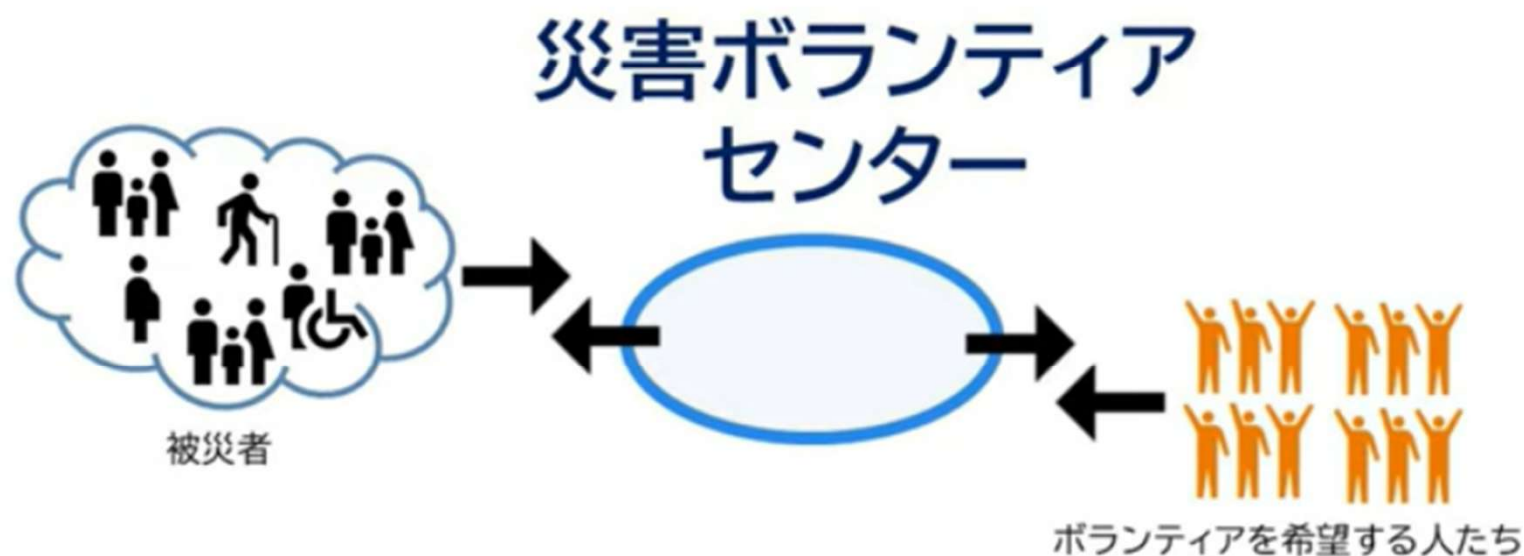 災害ボランティア
センター
被災者
ボランティアを希望する人たち